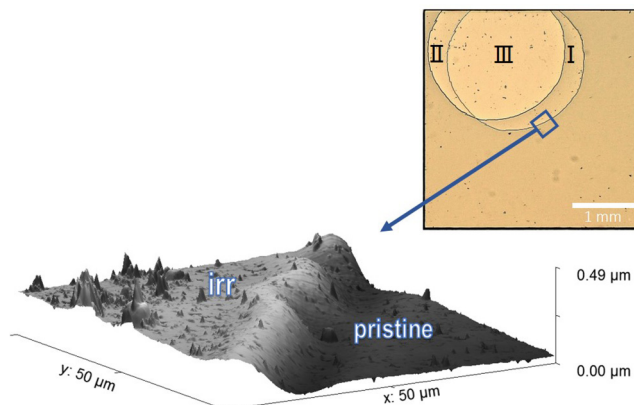 II III I
1 mm
irr
pristine
0.49 µm
0.00 µm
y: 50 µm
x: 50 µm